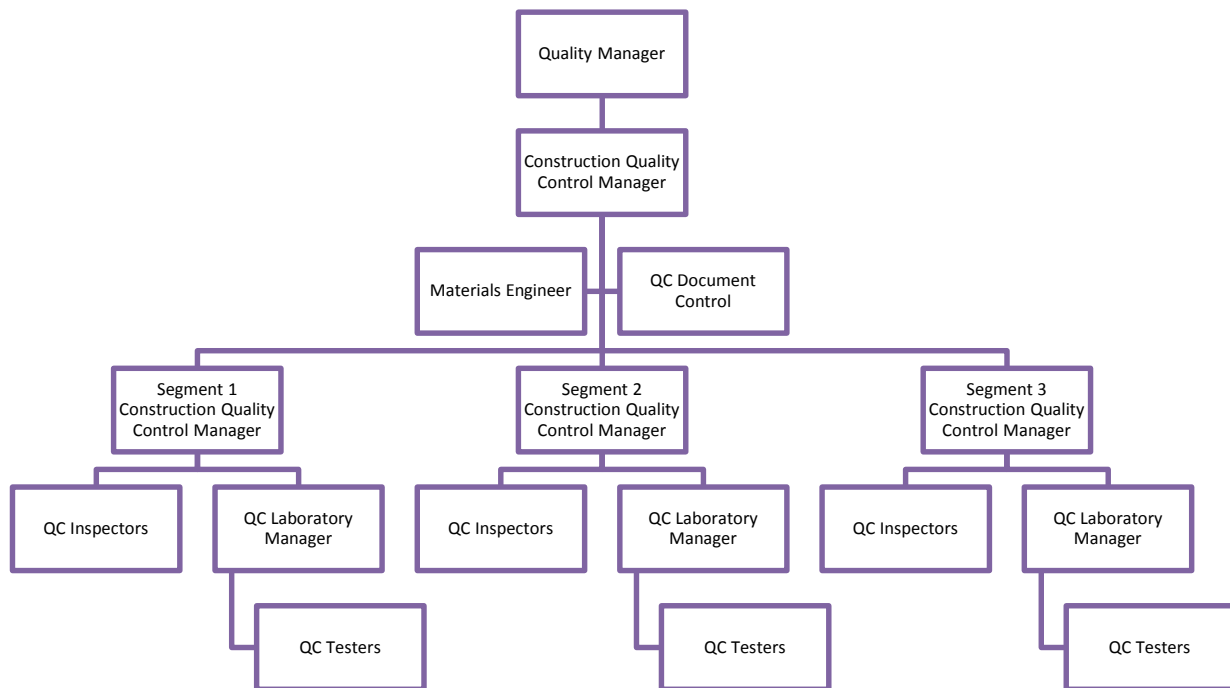 Quality Manager
Construction Quality
Control Manager
Materials Engineer
QC Document
Control
Segment 1
Construction Quality
Control Manager
Segment 2
Construction Quality
Control Manager
Segment 3
Construction Quality
Control Manager
QC Inspectors
QC Laboratory
Manager
QC Inspectors
QC Laboratory
Manager
QC Inspectors
QC Laboratory
Manager
QC Testers
QC Testers
QC Testers